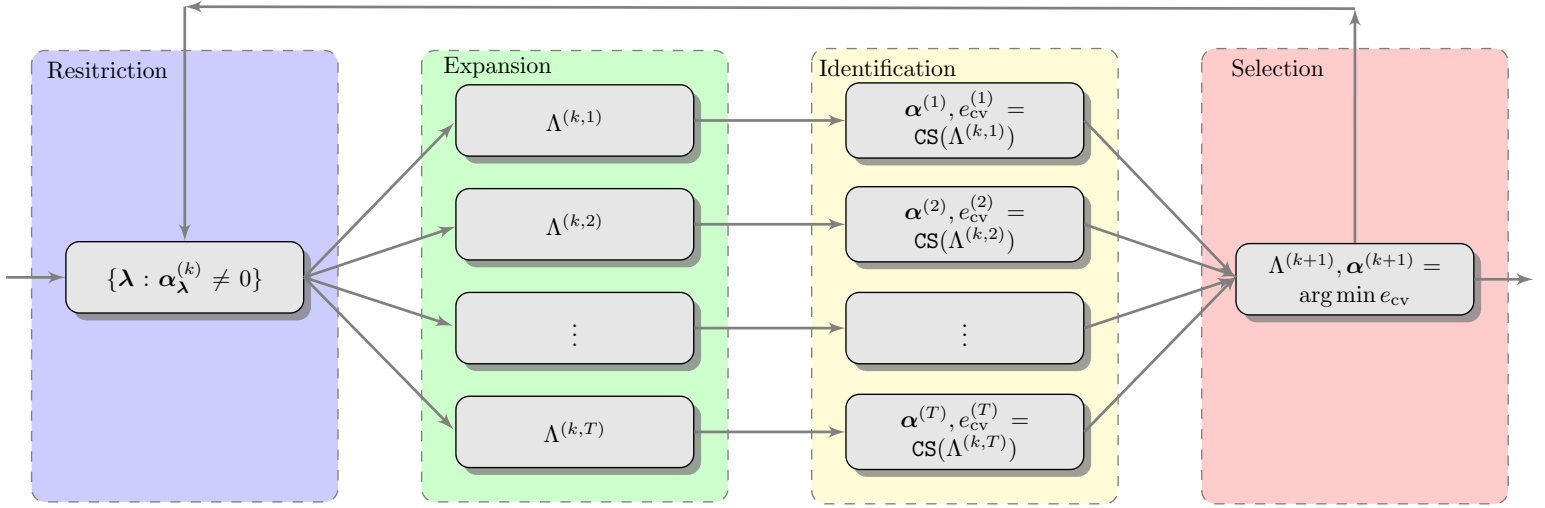 Resitriction
{λ : α_λ^(k) ≠ 0}
Expansion
Λ^(k,1)
Λ^(k,2)
⋮
Λ^(k,T)
Identification
α^(1), e_cv^(1) =
CS(Λ^(k,1))
α^(2), e_cv^(2) =
CS(Λ^(k,2))
⋮
α^(T), e_cv^(T) =
CS(Λ^(k,T))
Selection
Λ^(k+1), α^(k+1) =
arg min e_cv